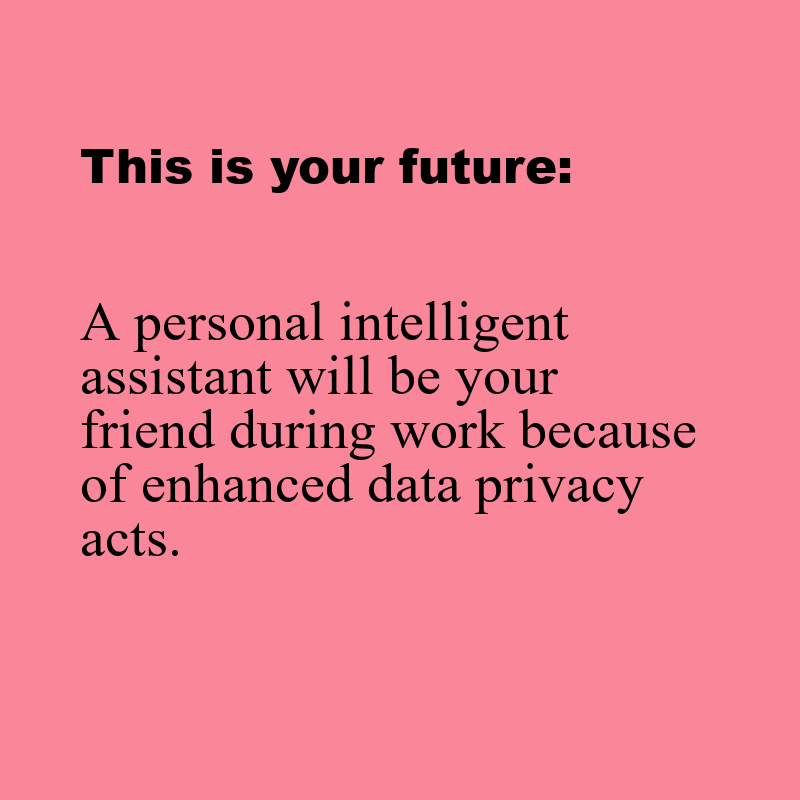 This is your future:
A personal intelligent
assistant will be your
friend during work because
of enhanced data privacy
acts.